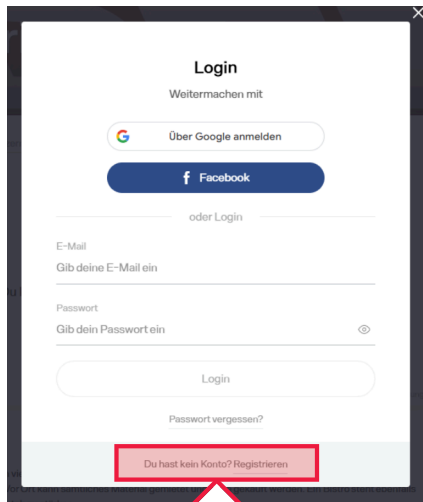 Login
Weitermachen mit
Über Google anmelden
Facebook
oder Login
E-Mail
Gib deine E-Mail ein
Passwort
Gib dein Passwort ein
Login
Passwort vergessen?
Du hast kein Konto? Registrieren